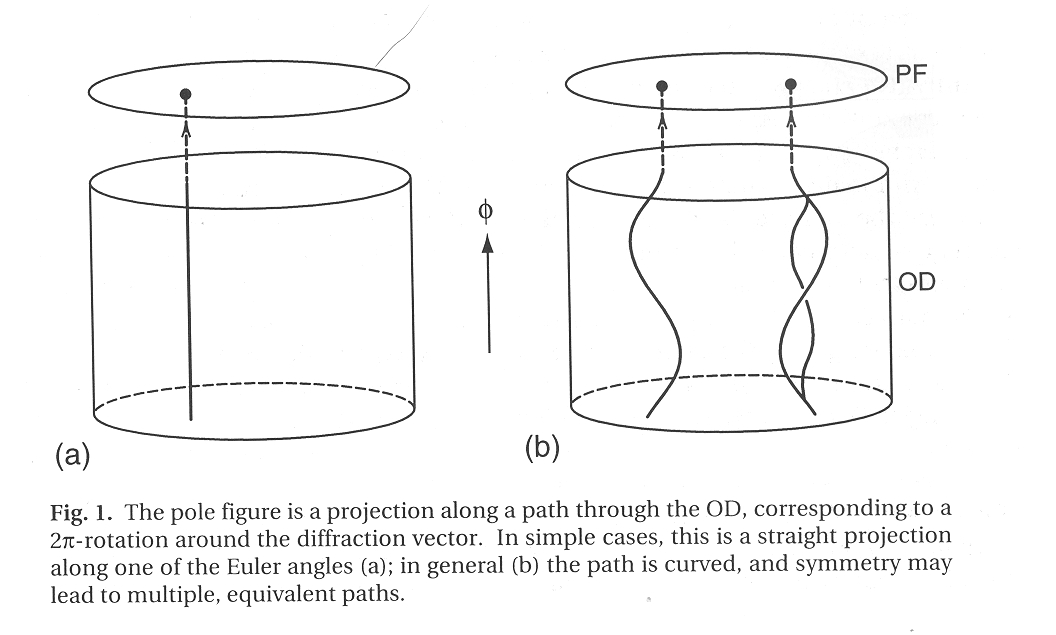 PF
ϕ
OD
(a)
(b)
Fig. 1. The pole figure is a projection along a path through the OD, corresponding to a
2π-rotation around the diffraction vector. In simple cases, this is a straight projection
along one of the Euler angles (a); in general (b) the path is curved, and symmetry may
lead to multiple, equivalent paths.